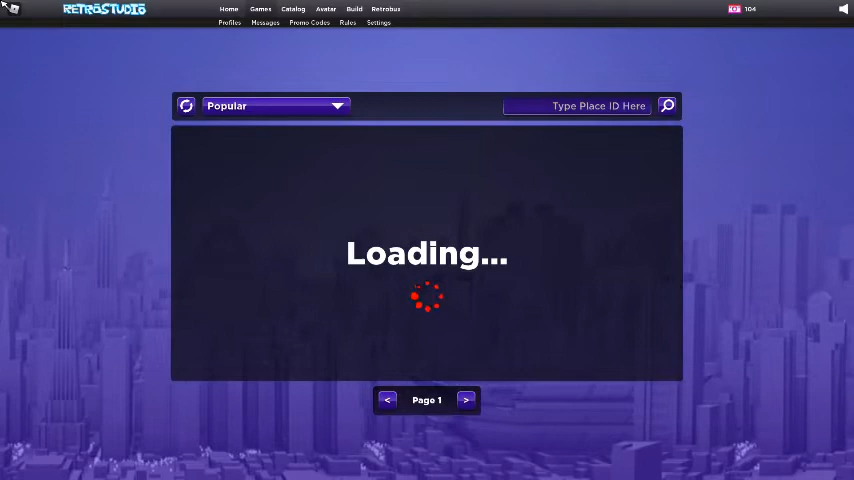 RETROSTUDIO
Home Games Catalog Avatar Build Retrobus
104
Profiles Messages Promo Codes Rules Settings
Popular
Type Place ID Here
Loading...
< Page 1 >